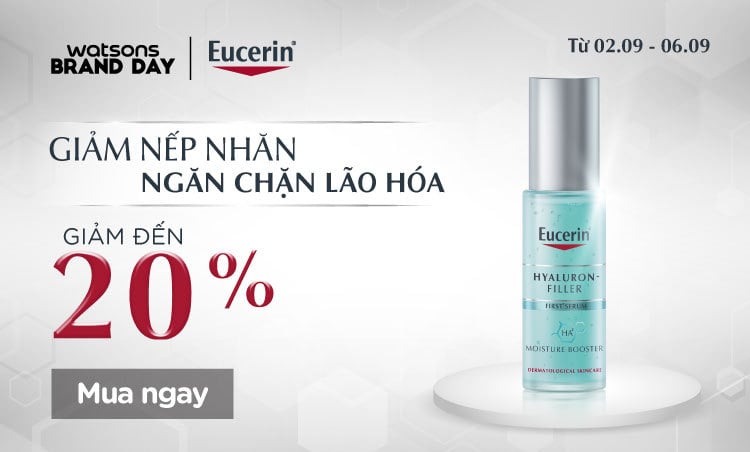 watsons
BRAND DAY
Eucerin
Từ 02.09 - 06.09
GIẢM NẾP NHĂN
NGĂN CHẶN LÃO HÓA
GIẢM ĐẾN
20%
Mua ngay
Eucerin
HYALURON-
FILLER
FIRST SERUM
HA
MOISTURE BOOSTER
DERMATOLOGICAL SKINCARE